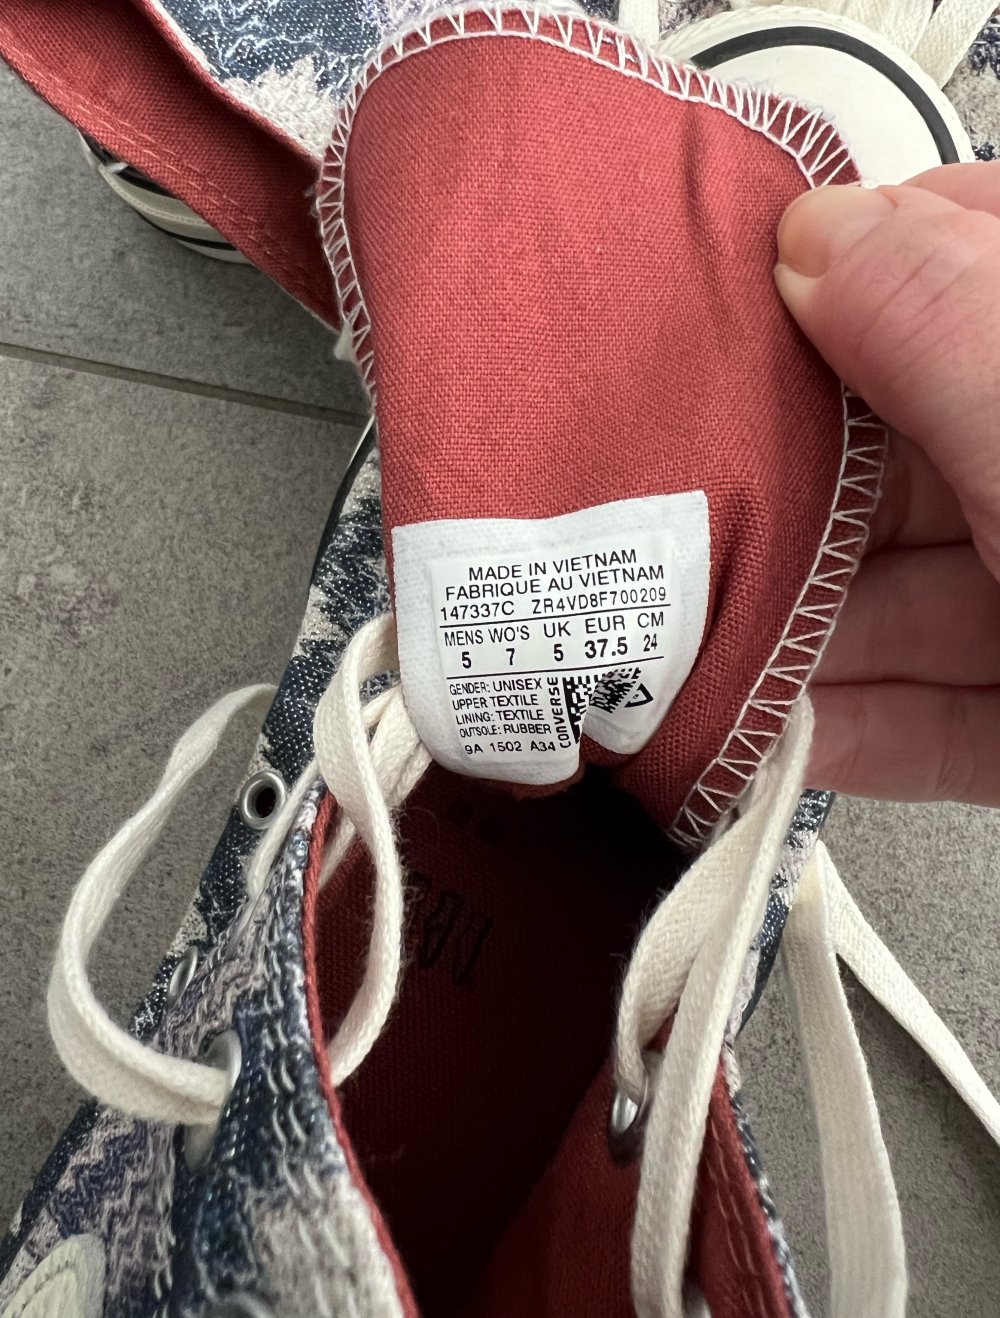 MADE IN VIETNAM
FABRIQUE AU VIETNAM
147337C ZR4VD8F700209
MENS WO'S UK EUR CM
5 7 5 37.5 24
GENDER: UNISEX
UPPER TEXTILE
LINING: TEXTILE
OUTSOLE: RUBBER
9A 1502 A34
CONVERSE